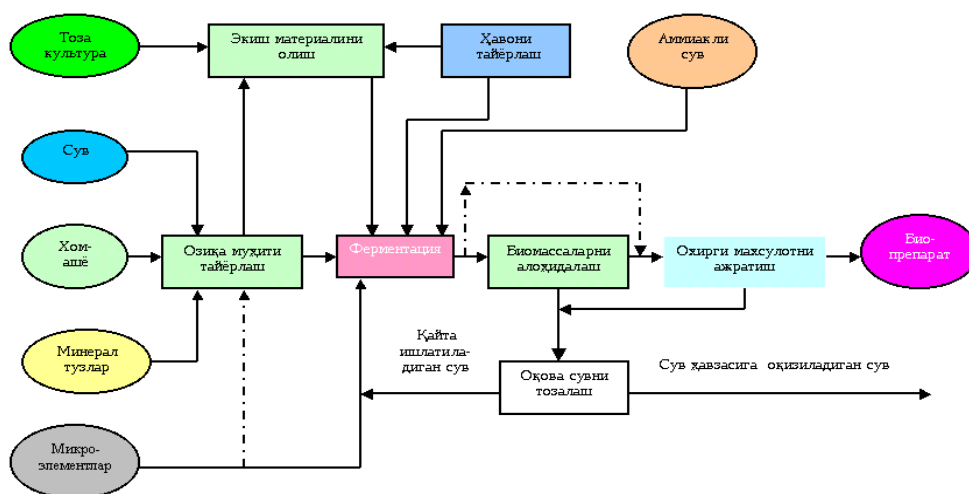 Тоза
культура
Экиш материалини
олиш
Ҳавони
тайёрлаш
Аммиакли
сув
Сув
Хом-
ашё
Озиқа муҳити
тайёрлаш
Ферментация
Биомассаларни
алоҳидалаш
Охирги махсулотни
ажратиш
Био-
препарат
Минерал
тузлар
Қайта
ишлатила-
диган сув
Оқова сувни
тозалаш
Сув ҳавзасига оқизиладиган сув
Микро-
элементлар